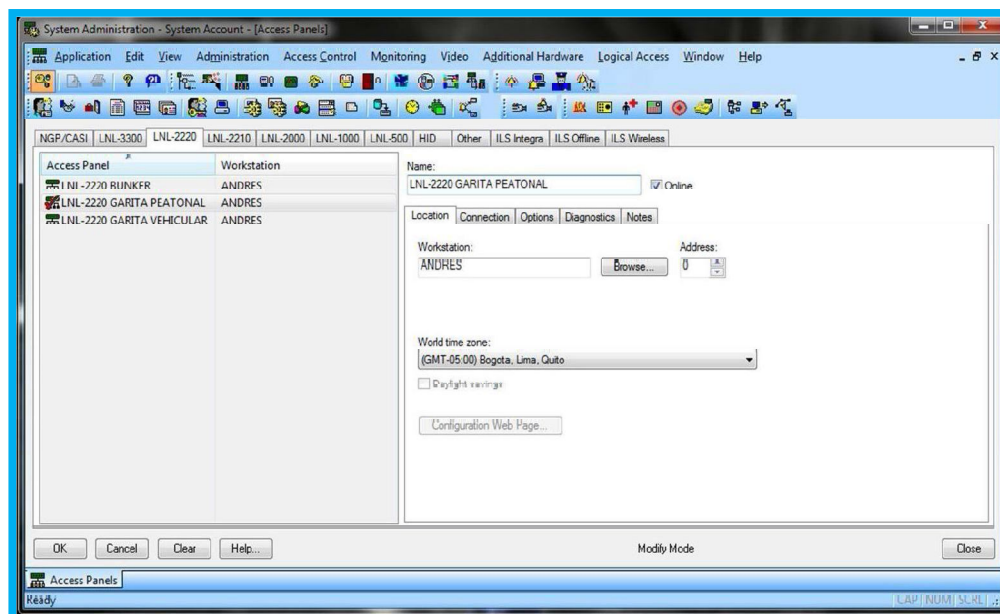 System Administration - System Account - [Access Panels]
Application Edit View Administration Access Control Monitoring Video Additional Hardware Logical Access Window Help
NGP/CASI LNL-3300 LNL-2220 LNL-2210 LNL-2000 LNL-1000 LNL-500 HID Other ILS Integra ILS Offline ILS Wireless
Access Panel Workstation
LNL-2220 BUNKER ANDRES
LNL-2220 GARITA PEATONAL ANDRES
LNL-2220 GARITA VEHICULAR ANDRES
Name:
LNL-2220 GARITA PEATONAL Online
Location Connection Options Diagnostics Notes
Workstation: Address:
ANDRES Browse... 0
World time zone:
(GMT-05:00) Bogota, Lima, Quito
Daylight savings
Configuration Web Page...
OK Cancel Clear Help... Modify Mode Close
Access Panels
Ready CAP NUM SCRL